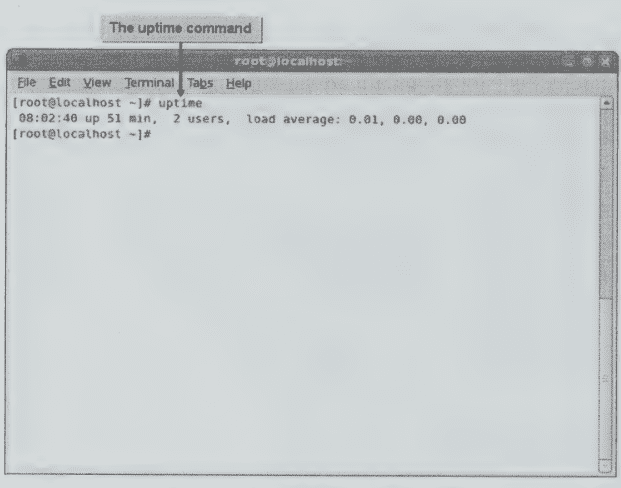 The uptime command
root@localhost:~
File Edit View Terminal Tabs Help
[root@localhost ~]# uptime
08:02:40 up 51 min, 2 users, load average: 0.01, 0.00, 0.00
[root@localhost ~]#